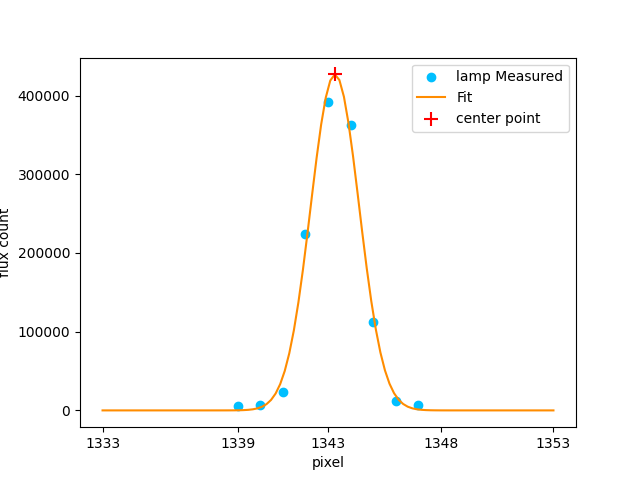 lamp Measured
Fit
center point
400000
300000
200000
100000
0
flux count
1333
1339
1343
1348
1353
pixel